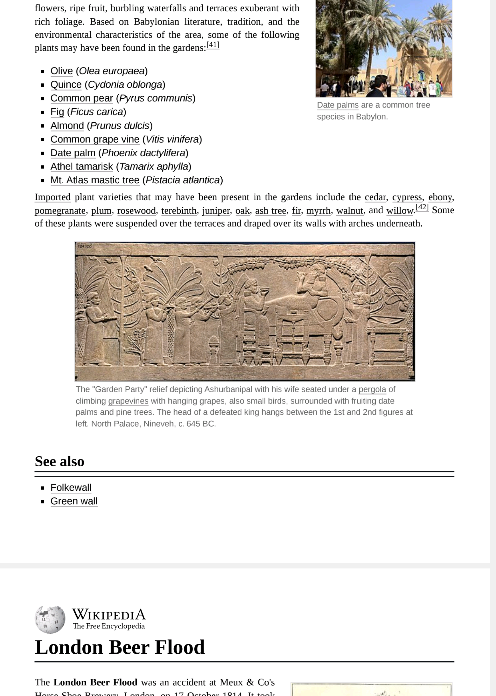 flowers, ripe fruit, burbling waterfalls and terraces exuberant with
rich foliage. Based on Babylonian literature, tradition, and the
environmental characteristics of the area, some of the following
plants may have been found in the gardens:[41]
Date palms are a common tree
species in Babylon.
Olive (Olea europaea)
Quince (Cydonia oblonga)
Common pear (Pyrus communis)
Fig (Ficus carica)
Almond (Prunus dulcis)
Common grape vine (Vitis vinifera)
Date palm (Phoenix dactylifera)
Athel tamarisk (Tamarix aphylla)
Mt. Atlas mastic tree (Pistacia atlantica)
Imported plant varieties that may have been present in the gardens include the cedar, cypress, ebony,
pomegranate, plum, rosewood, terebinth, juniper, oak, ash tree, fir, myrrh, walnut, and willow.[42] Some
of these plants were suspended over the terraces and draped over its walls with arches underneath.
The "Garden Party" relief depicting Ashurbanipal with his wife seated under a pergola of
climbing grapevines with hanging grapes, also small birds, surrounded with fruiting date
palms and pine trees. The head of a defeated king hangs between the 1st and 2nd figures at
left. North Palace, Nineveh, c. 645 BC.
See also
Folkewall
Green wall
WIKIPEDIA
The Free Encyclopedia
London Beer Flood
The London Beer Flood was an accident at Meux & Co's
Horse Shoe Brewery, London, on 17 October 1814. It took